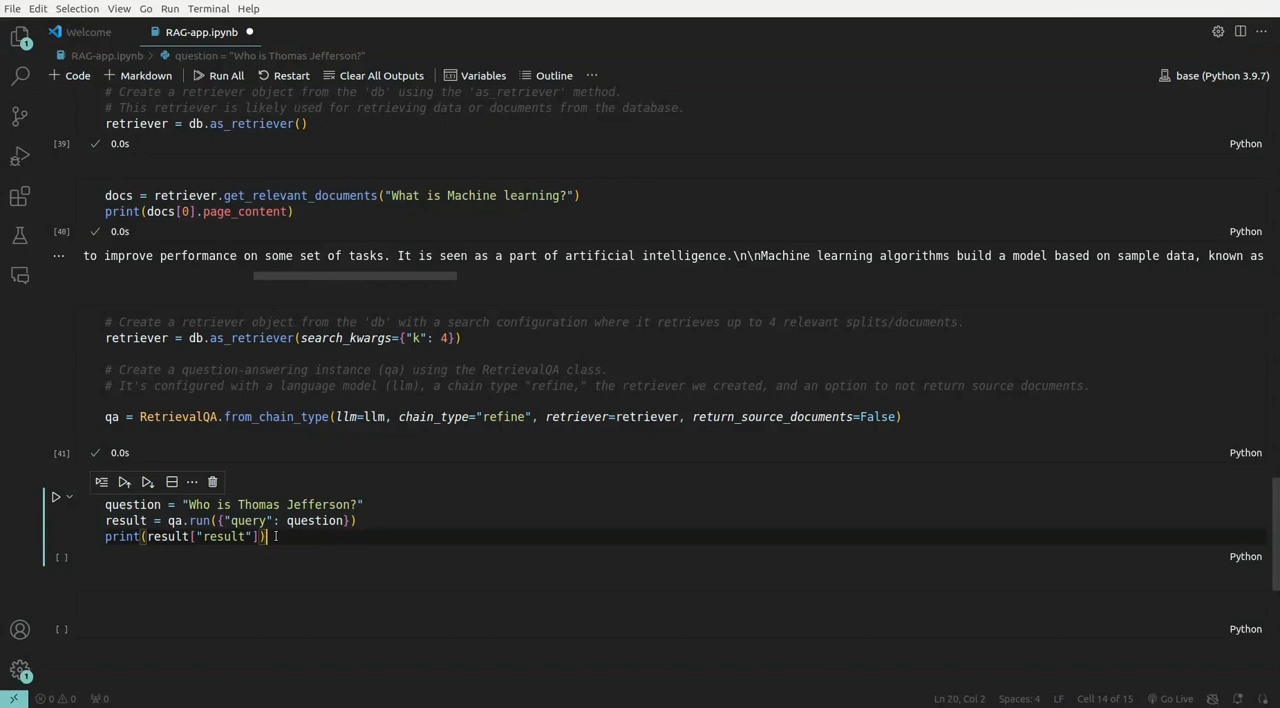 File Edit Selection View Go Run Terminal Help
Welcome RAG-app.ipynb
RAG-app.ipynb > question = "Who is Thomas Jefferson?"
+ Code + Markdown Run All Restart Clear All Outputs Variables Outline ... base (Python 3.9.7)
# Create a retriever object from the 'db' using the 'as_retriever' method.
# This retriever is likely used for retrieving data or documents from the database.
retriever = db.as_retriever()
[39] 0.0s Python
docs = retriever.get_relevant_documents("What is Machine learning?")
print(docs[0].page_content)
[40] 0.0s Python
... to improve performance on some set of tasks. It is seen as a part of artificial intelligence.\n\nMachine learning algorithms build a model based on sample data, known as
# Create a retriever object from the 'db' with a search configuration where it retrieves up to 4 relevant splits/documents.
retriever = db.as_retriever(search_kwargs={"k": 4})
# Create a question-answering instance (qa) using the RetrievalQA class.
# It's configured with a language model (llm), a chain type "refine," the retriever we created, and an option to not return source documents.
qa = RetrievalQA.from_chain_type(llm=llm, chain_type="refine", retriever=retriever, return_source_documents=False)
[41] 0.0s Python
question = "Who is Thomas Jefferson?"
result = qa.run({"query": question})
print(result["result"])
[ ] Python
[ ] Python
0 0 0 Ln 20, Col 2 Spaces: 4 LF Cell 14 of 15 Go Live
1
1